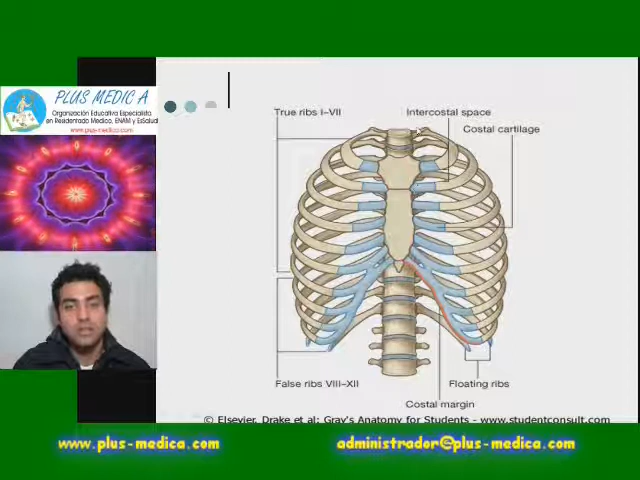 PLUS MEDIC A
Organización Educativa Especialista
en Residentado Medico, ENAM y EsSalud
www.plus-medica.com
True ribs I–VII
Intercostal space
Costal cartilage
False ribs VIII–XII
Floating ribs
Costal margin
© Elsevier. Drake et al: Gray's Anatomy for Students - www.studentconsult.com
www.plus-medica.com
administrador@plus-medica.com